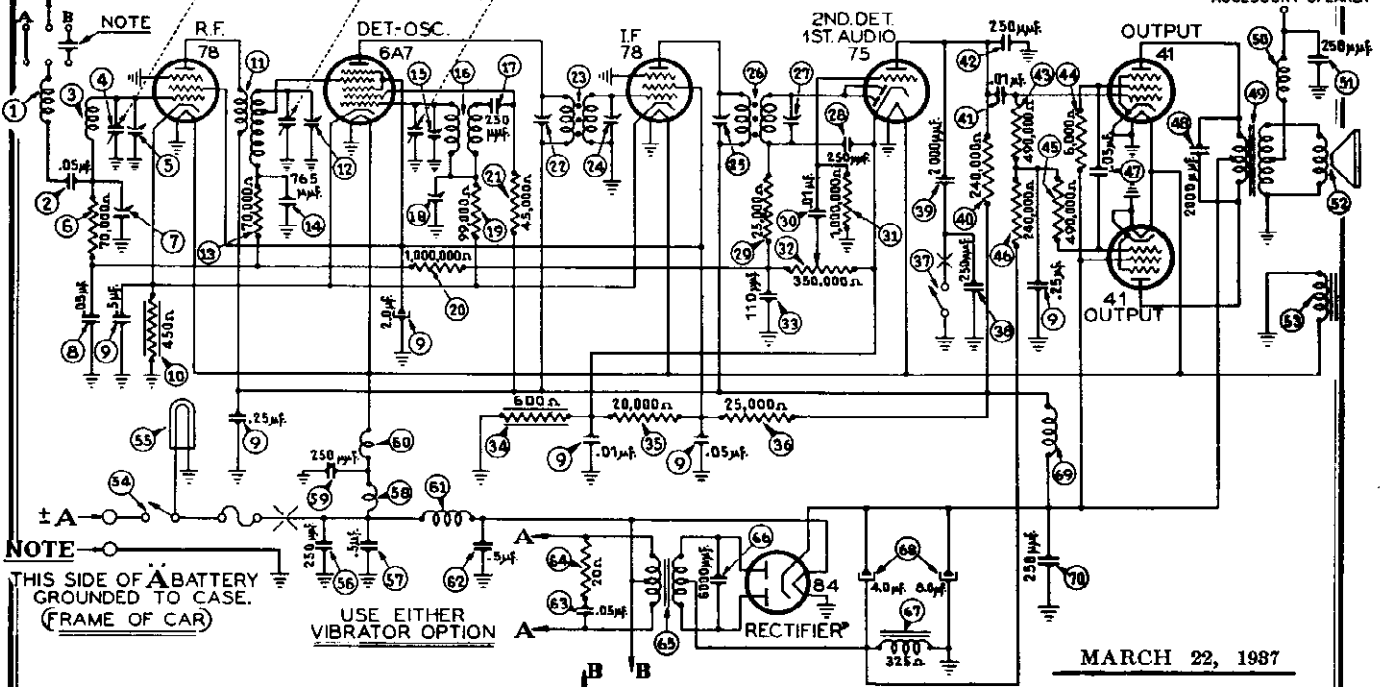 A B NOTE
R.F.
78
DET-OSC.
6A7
I.F
78
2ND. DET.
1ST. AUDIO
75
OUTPUT
41
250μμf.
250μμf.
1
2
3
4
5
6
7
8
9
10
11
12
13
14
15
16
17
18
19
20
21
22
23
24
25
26
27
28
29
30
31
32
33
34
35
36
37
38
39
40
41
42
43
44
45
46
47
48
49
50
51
52
53
.05μf.
70,000Ω
.05μf.
.5μf.
450Ω
70,000Ω
765
μμf.
250
μμf.
99,000Ω
45,000Ω
1,000,000Ω
2.0μf.
9
25,000Ω
110μμf.
250μμf.
.01μf.
1,000,000Ω
350,000Ω
2000μμf.
250μμf.
240,000Ω
.01μf.
490,000Ω
240,000Ω
6,000Ω
490,000Ω
.25μf.
9
.05μf.
2000μμf.
41
OUTPUT
600Ω
20,000Ω
25,000Ω
9
.01μf.
9
.05μf.
55
9
.25μf.
60
250μμf.
59
58
61
54
± A
NOTE
THIS SIDE OF "A" BATTERY
GROUNDED TO CASE.
(FRAME OF CAR)
250μμf.
56
.5μf.
57
62
.5μf.
USE EITHER
VIBRATOR OPTION
A
64
20Ω
63
.05μf.
A
65
6000μμf.
66
84
RECTIFIER
68
4.0μf.
8.0μf.
67
325Ω
69
250μμf.
70
B
B
MARCH 22, 1937